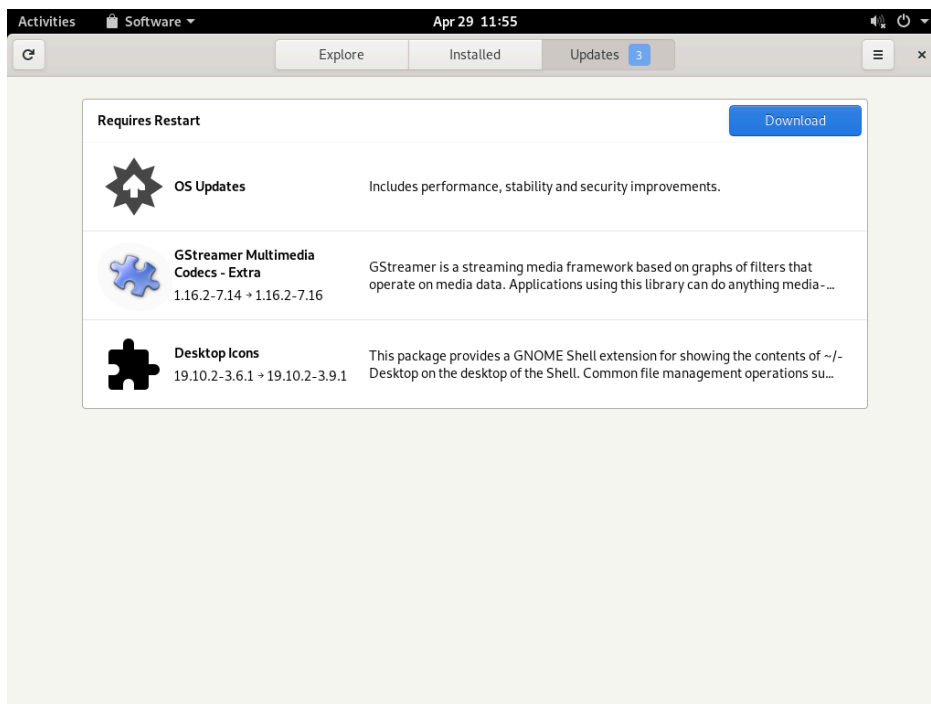 Activities Software Apr 29 11:55
Explore Installed Updates 3
Requires Restart Download
OS Updates Includes performance, stability and security improvements.
GStreamer Multimedia
Codecs - Extra
1.16.2-7.14 → 1.16.2-7.16
GStreamer is a streaming media framework based on graphs of filters that
operate on media data. Applications using this library can do anything media-...
Desktop Icons
19.10.2-3.6.1 → 19.10.2-3.9.1
This package provides a GNOME Shell extension for showing the contents of ~/-
Desktop on the desktop of the Shell. Common file management operations su...